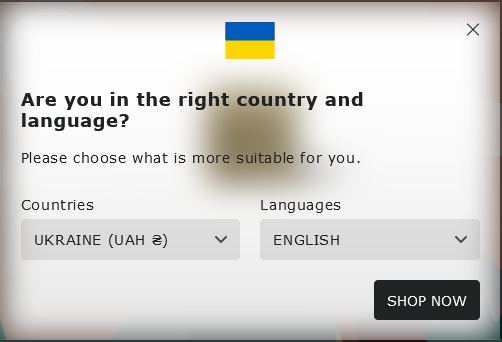 Are you in the right country and
language?
Please choose what is more suitable for you.
Countries
Languages
UKRAINE (UAH ₴)
ENGLISH
SHOP NOW